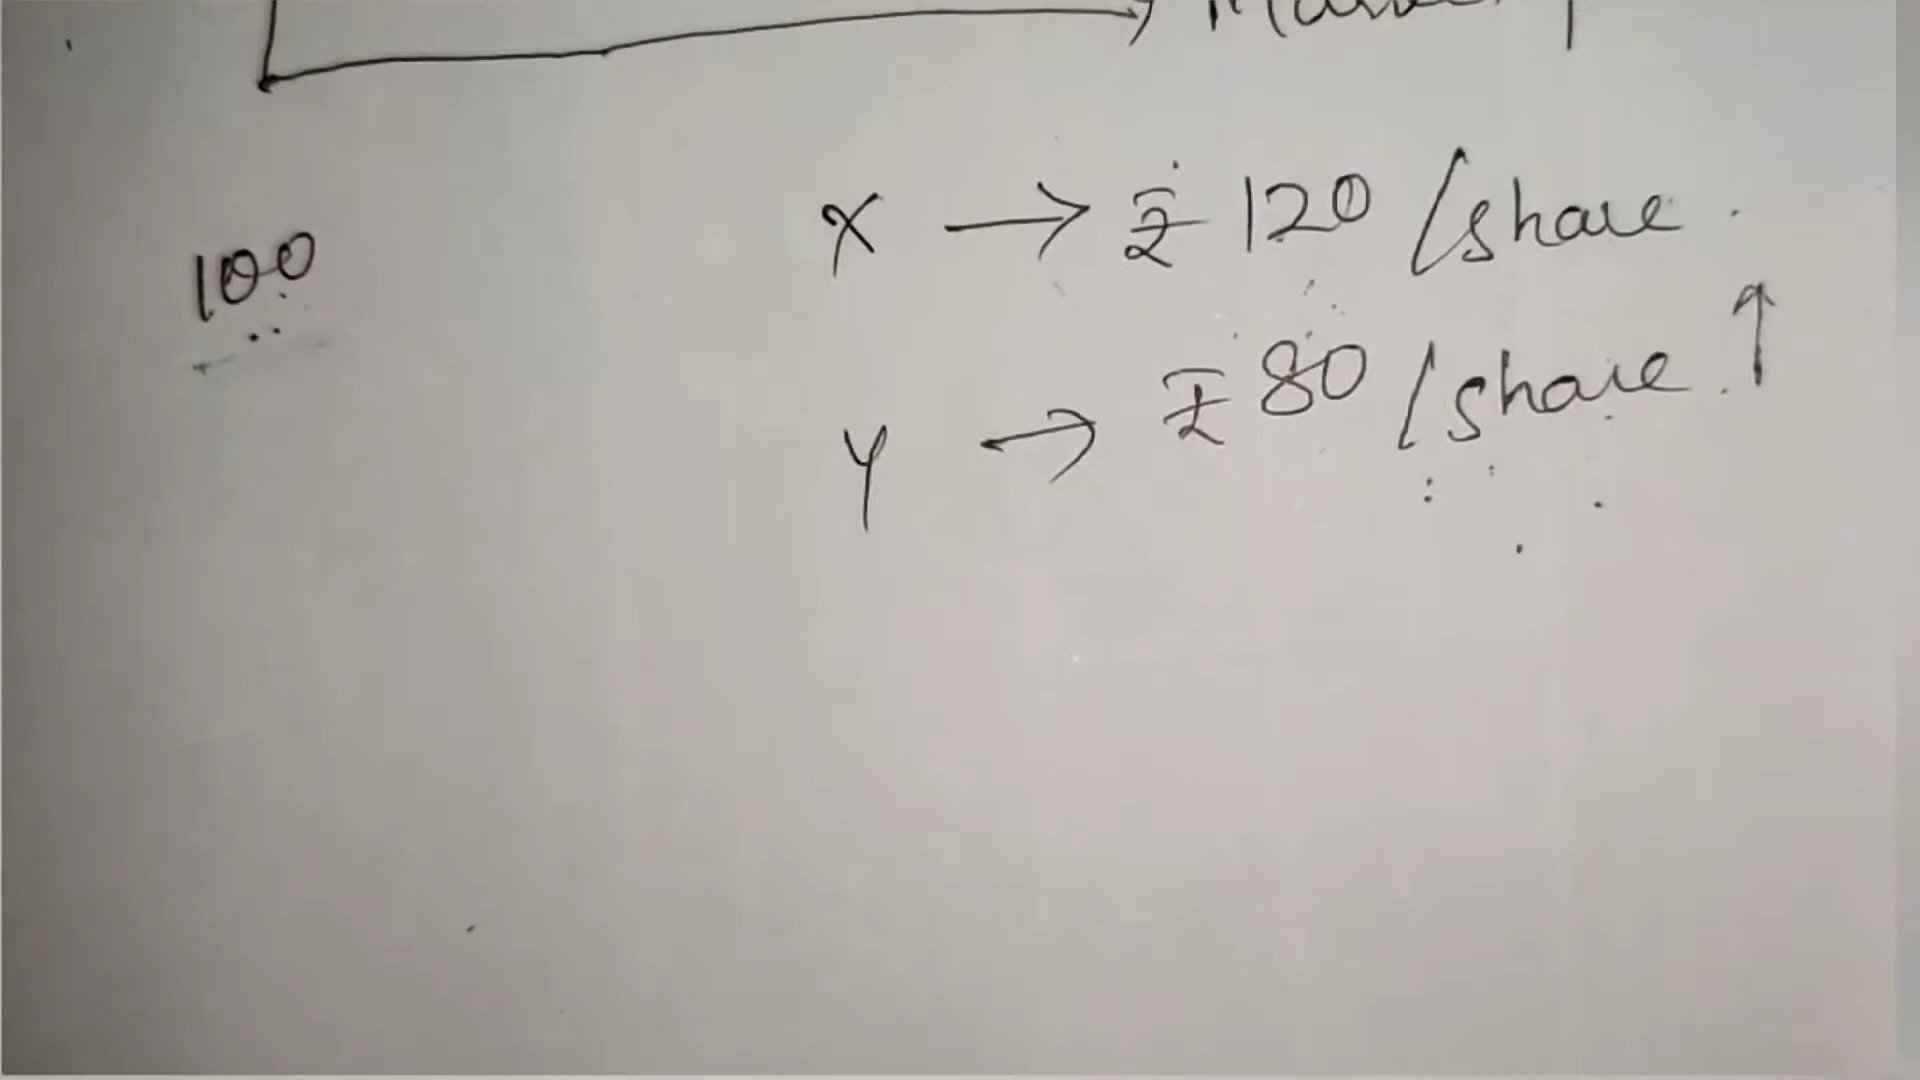 X → ₹ 120 /share.
100
Y → ₹ 80 /share. ↑